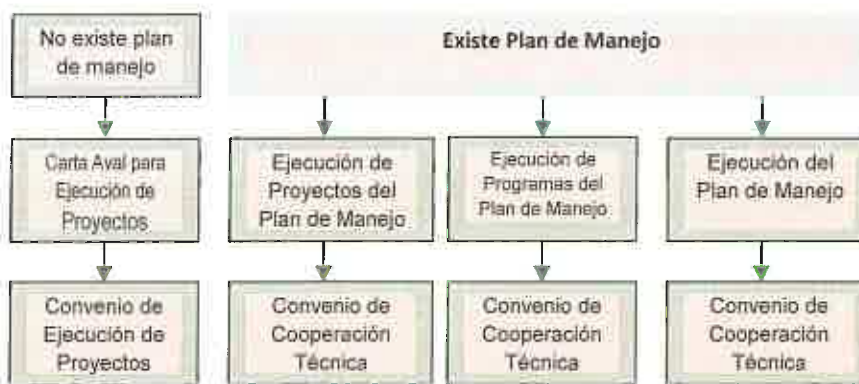 No existe plan
de manejo
Existe Plan de Manejo
Carta Aval para
Ejecución de
Proyectos
Ejecución de
Proyectos del
Plan de Manejo
Ejecución de
Programas del
Plan de Manejo
Ejecución del
Plan de Manejo
Convenio de
Ejecución de
Proyectos
Convenio de
Cooperación
Técnica
Convenio de
Cooperación
Técnica
Convenio de
Cooperación
Técnica